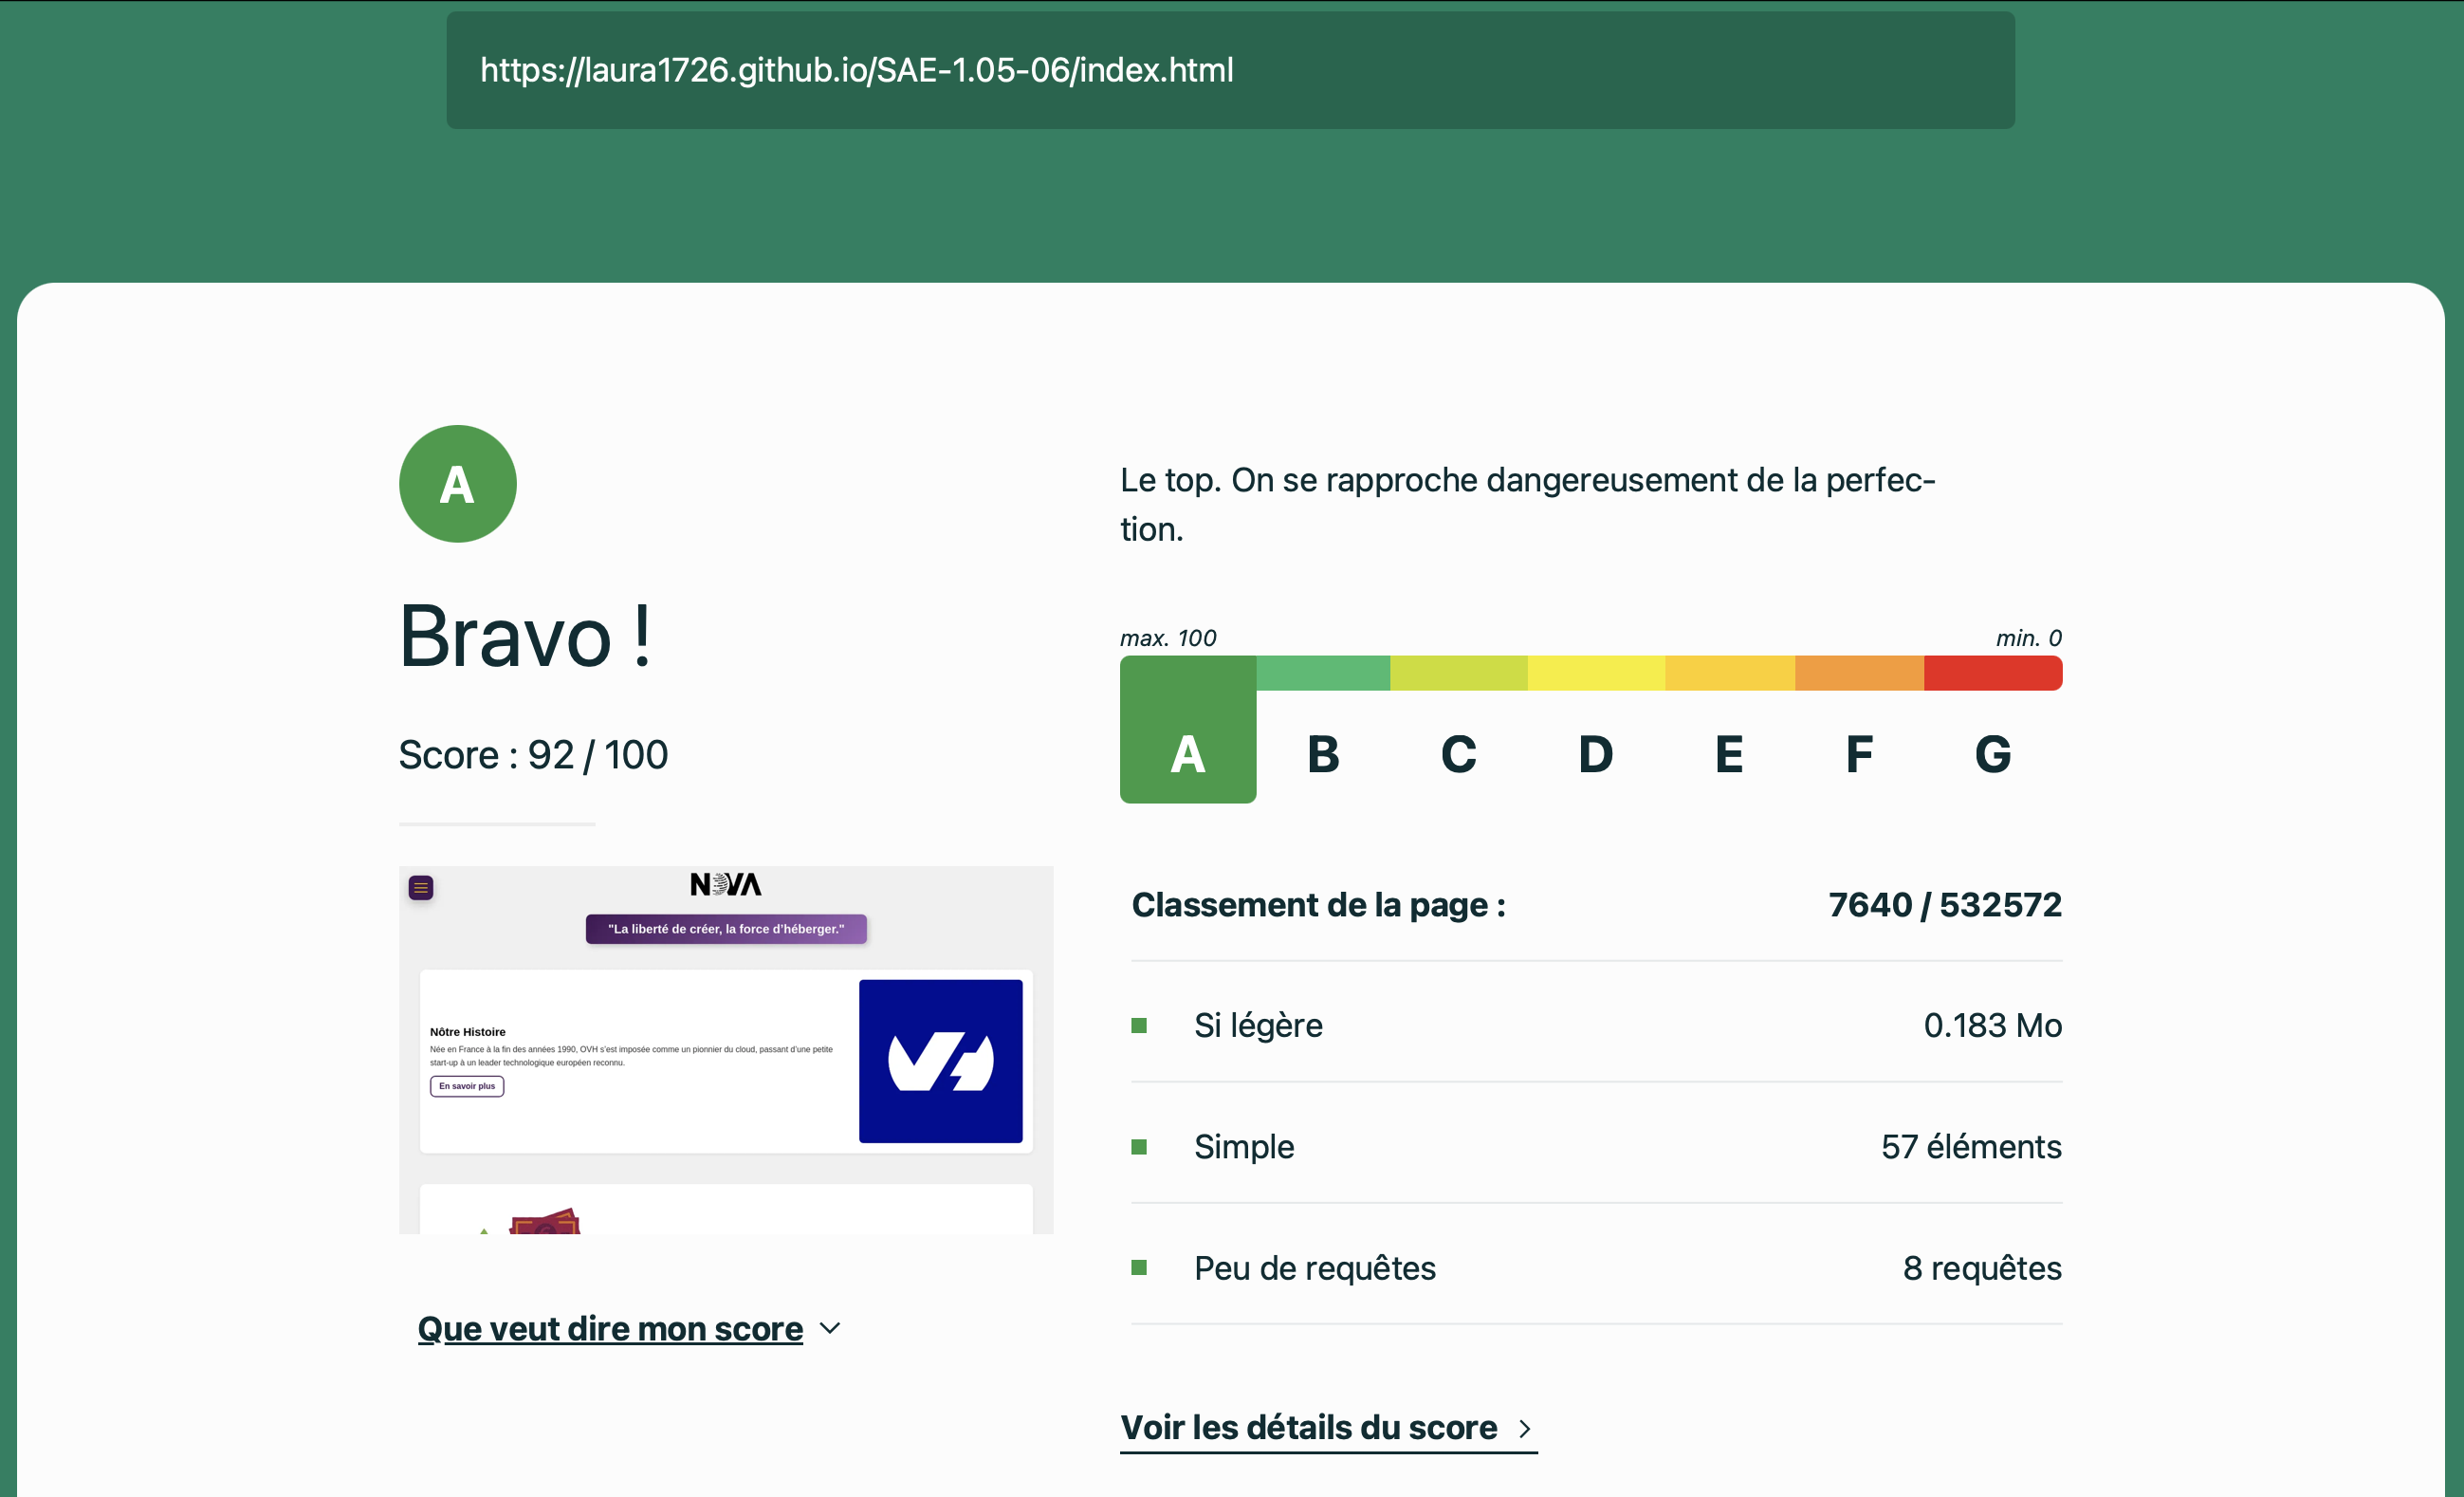 https://laura1726.github.io/SAE-1.05-06/index.html
A
Bravo !
Score : 92 / 100
NOVA
"La liberté de créer, la force d'héberger."
Nôtre Histoire
Née en France à la fin des années 1990, OVH s'est imposée comme un pionnier du cloud, passant d'une petite
start-up à un leader technologique européen reconnu.
En savoir plus
Que veut dire mon score
Le top. On se rapproche dangereusement de la perfec-
tion.
max. 100 min. 0
A B C D E F G
Classement de la page : 7640 / 532572
Si légère 0.183 Mo
Simple 57 éléments
Peu de requêtes 8 requêtes
Voir les détails du score